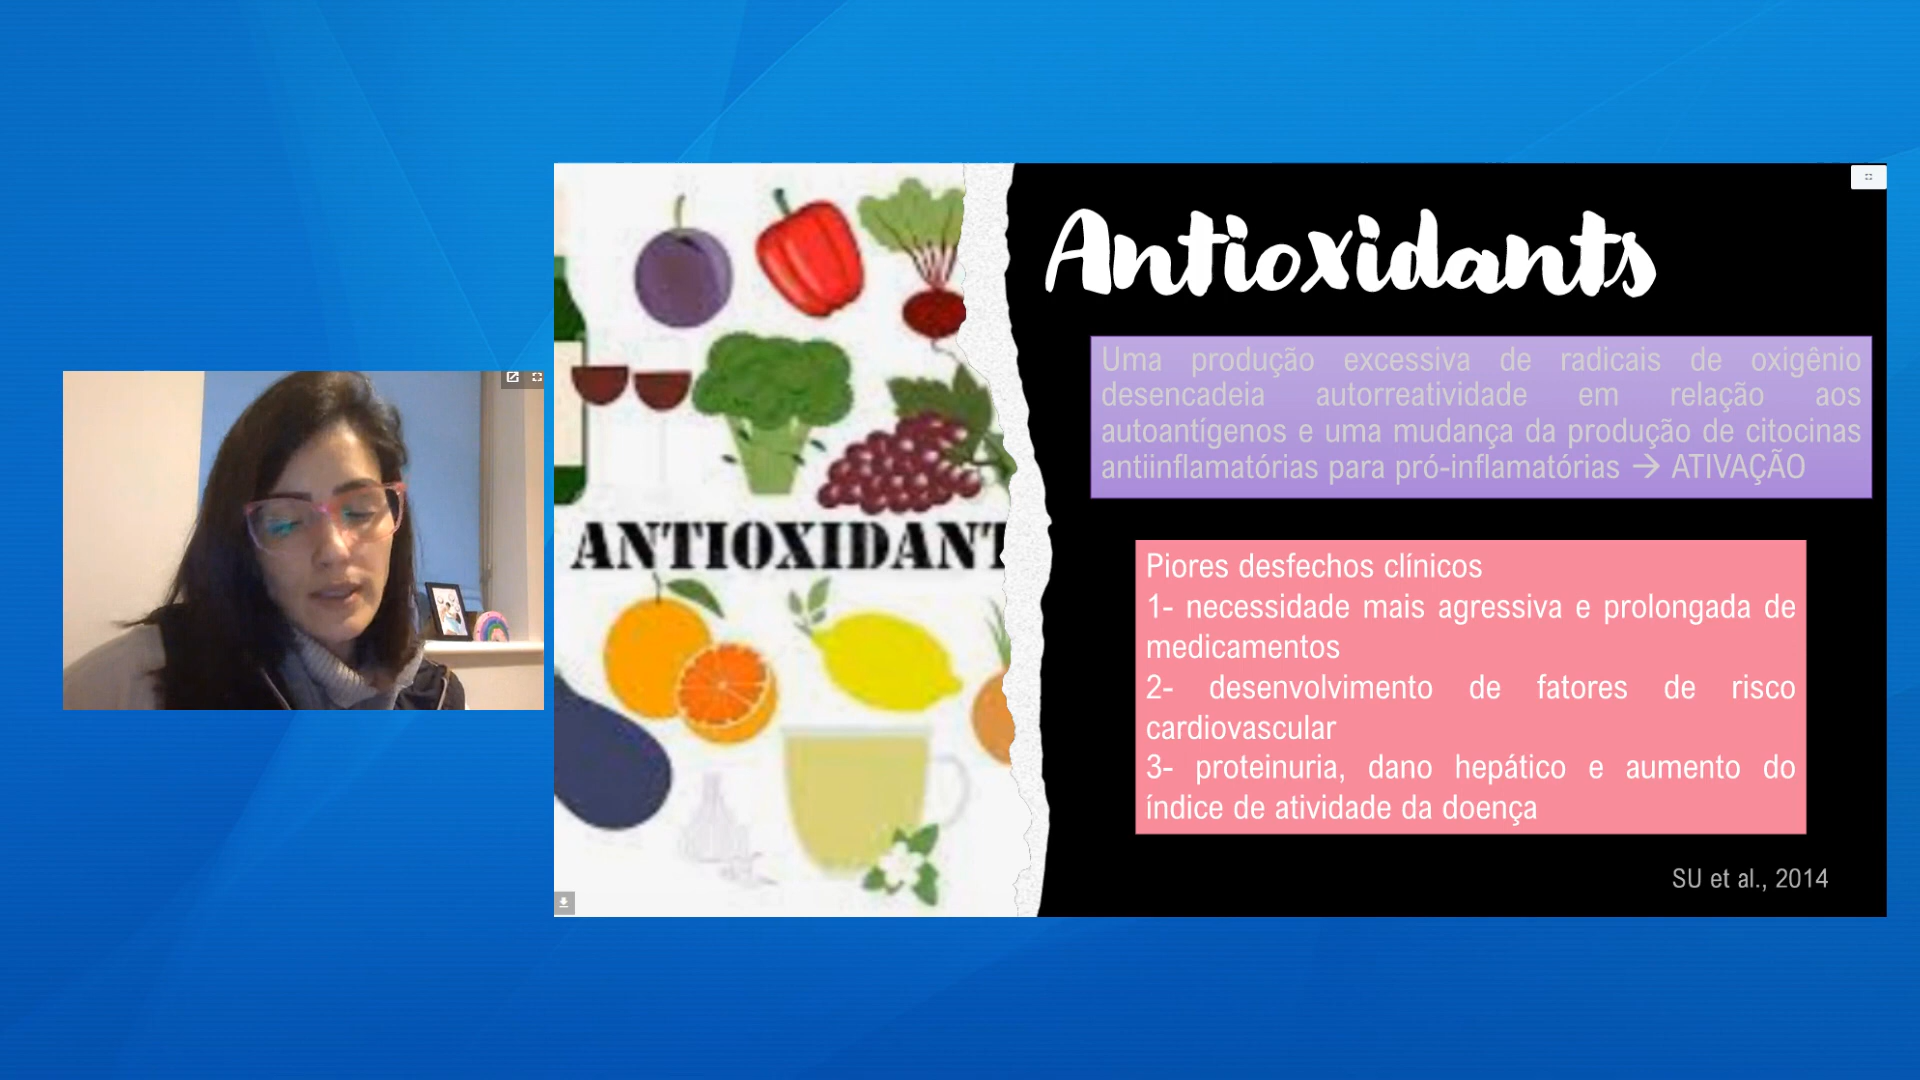 Antioxidants
Uma produção excessiva de radicais de oxigênio
desencadeia autorreatividade em relação aos
autoantígenos e uma mudança da produção de citocinas
antiinflamatórias para pró-inflamatórias → ATIVAÇÃO
ANTIOXIDANT
Piores desfechos clínicos
1- necessidade mais agressiva e prolongada de
medicamentos
2- desenvolvimento de fatores de risco
cardiovascular
3- proteinuria, dano hepático e aumento do
índice de atividade da doença
SU et al., 2014